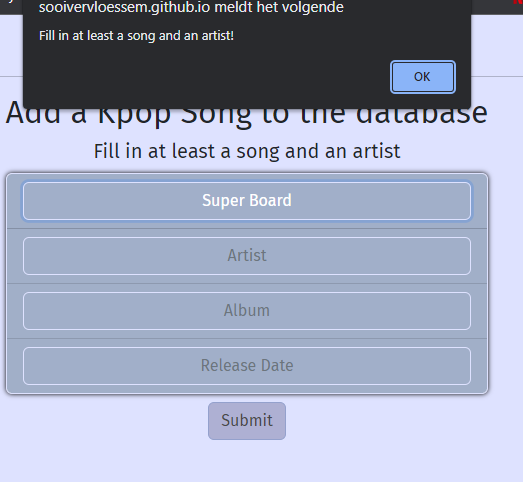 sooivervloessem.github.io meldt het volgende
Fill in at least a song and an artist!
OK
Add a Kpop Song to the database
Fill in at least a song and an artist
Super Board
Artist
Album
Release Date
Submit